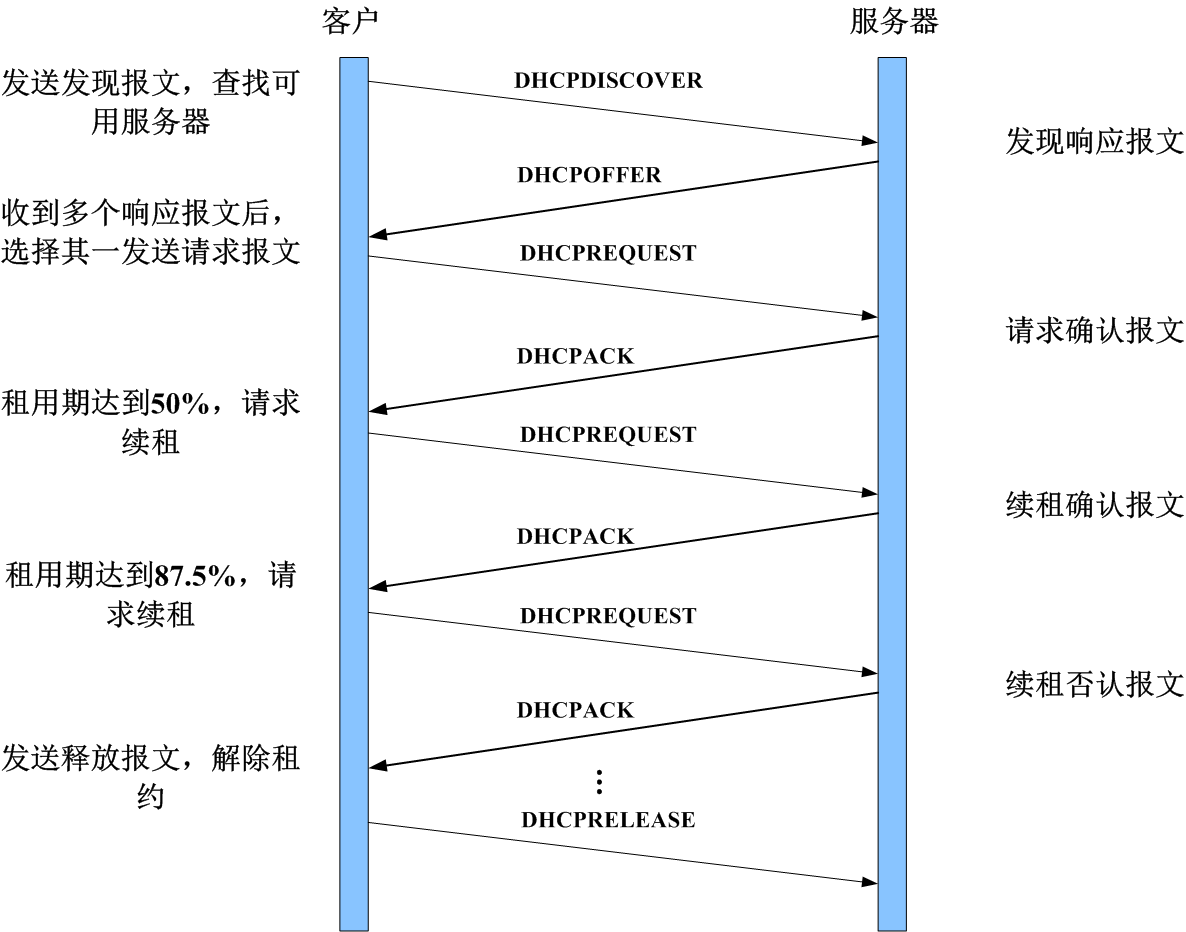 客户
服务器
发送发现报文，查找可
用服务器
DHCPDISCOVER
发现响应报文
DHCPOFFER
收到多个响应报文后，
选择其一发送请求报文
DHCPREQUEST
请求确认报文
DHCPACK
租用期达到50%，请求
续租
DHCPREQUEST
续租确认报文
DHCPACK
租用期达到87.5%，请
求续租
DHCPREQUEST
续租否认报文
DHCPACK
发送释放报文，解除租
约
⋮
DHCPRELEASE